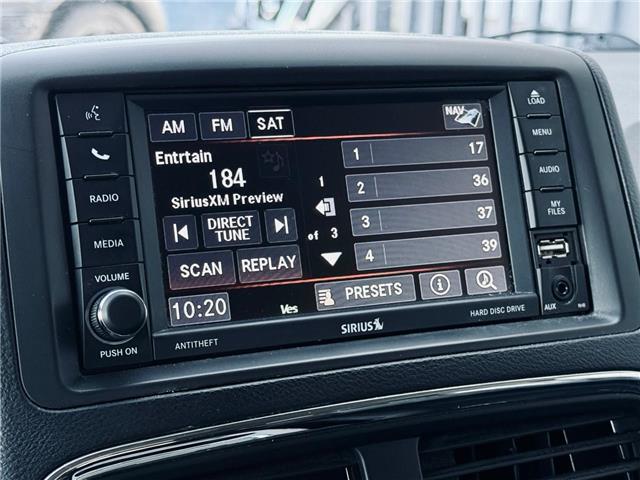 LOAD
AM FM SAT NAV
MENU
Entrtain
1 17
RADIO
184
1
2 36
AUDIO
SiriusXM Preview
MEDIA
DIRECT
TUNE
of 3
3 37
MY
FILES
4 39
SCAN REPLAY
VOLUME
10:20 Ves PRESETS i
PUSH ON
ANTITHEFT
SIRIUS
HARD DISC DRIVE
AUX